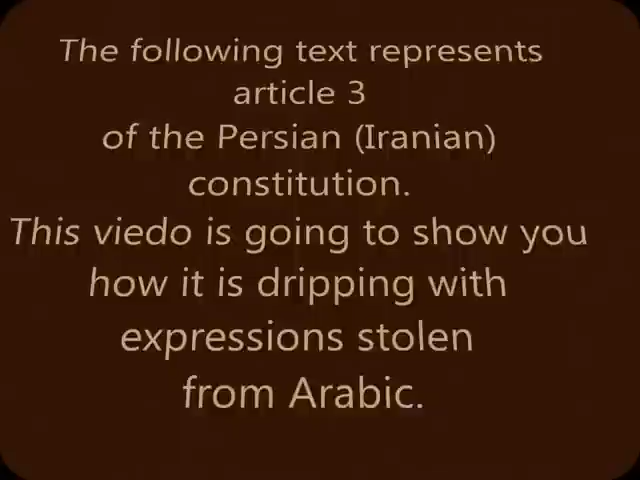 The following text represents
article 3
of the Persian (Iranian)
constitution.
This viedo is going to show you
how it is dripping with
expressions stolen
from Arabic.